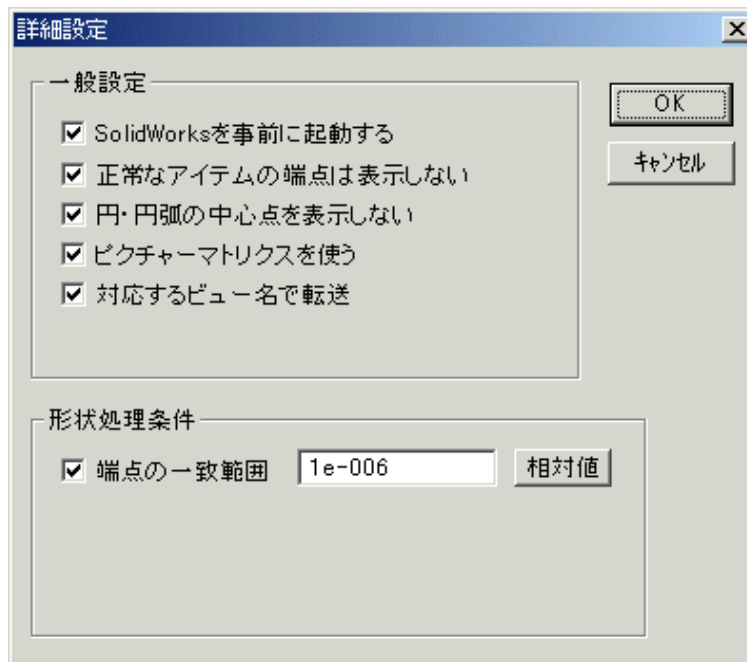 詳細設定
一般設定
OK
SolidWorksを事前に起動する
キャンセル
正常なアイテムの端点は表示しない
円・円弧の中心点を表示しない
ピクチャーマトリクスを使う
対応するビュー名で転送
形状処理条件
端点の一致範囲 1e-006 相対値